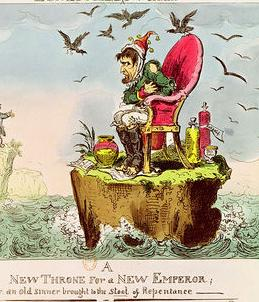 A
NEW THRONE For a NEW EMPEROR;
an Old Sinner brought to the Stool of Repentance